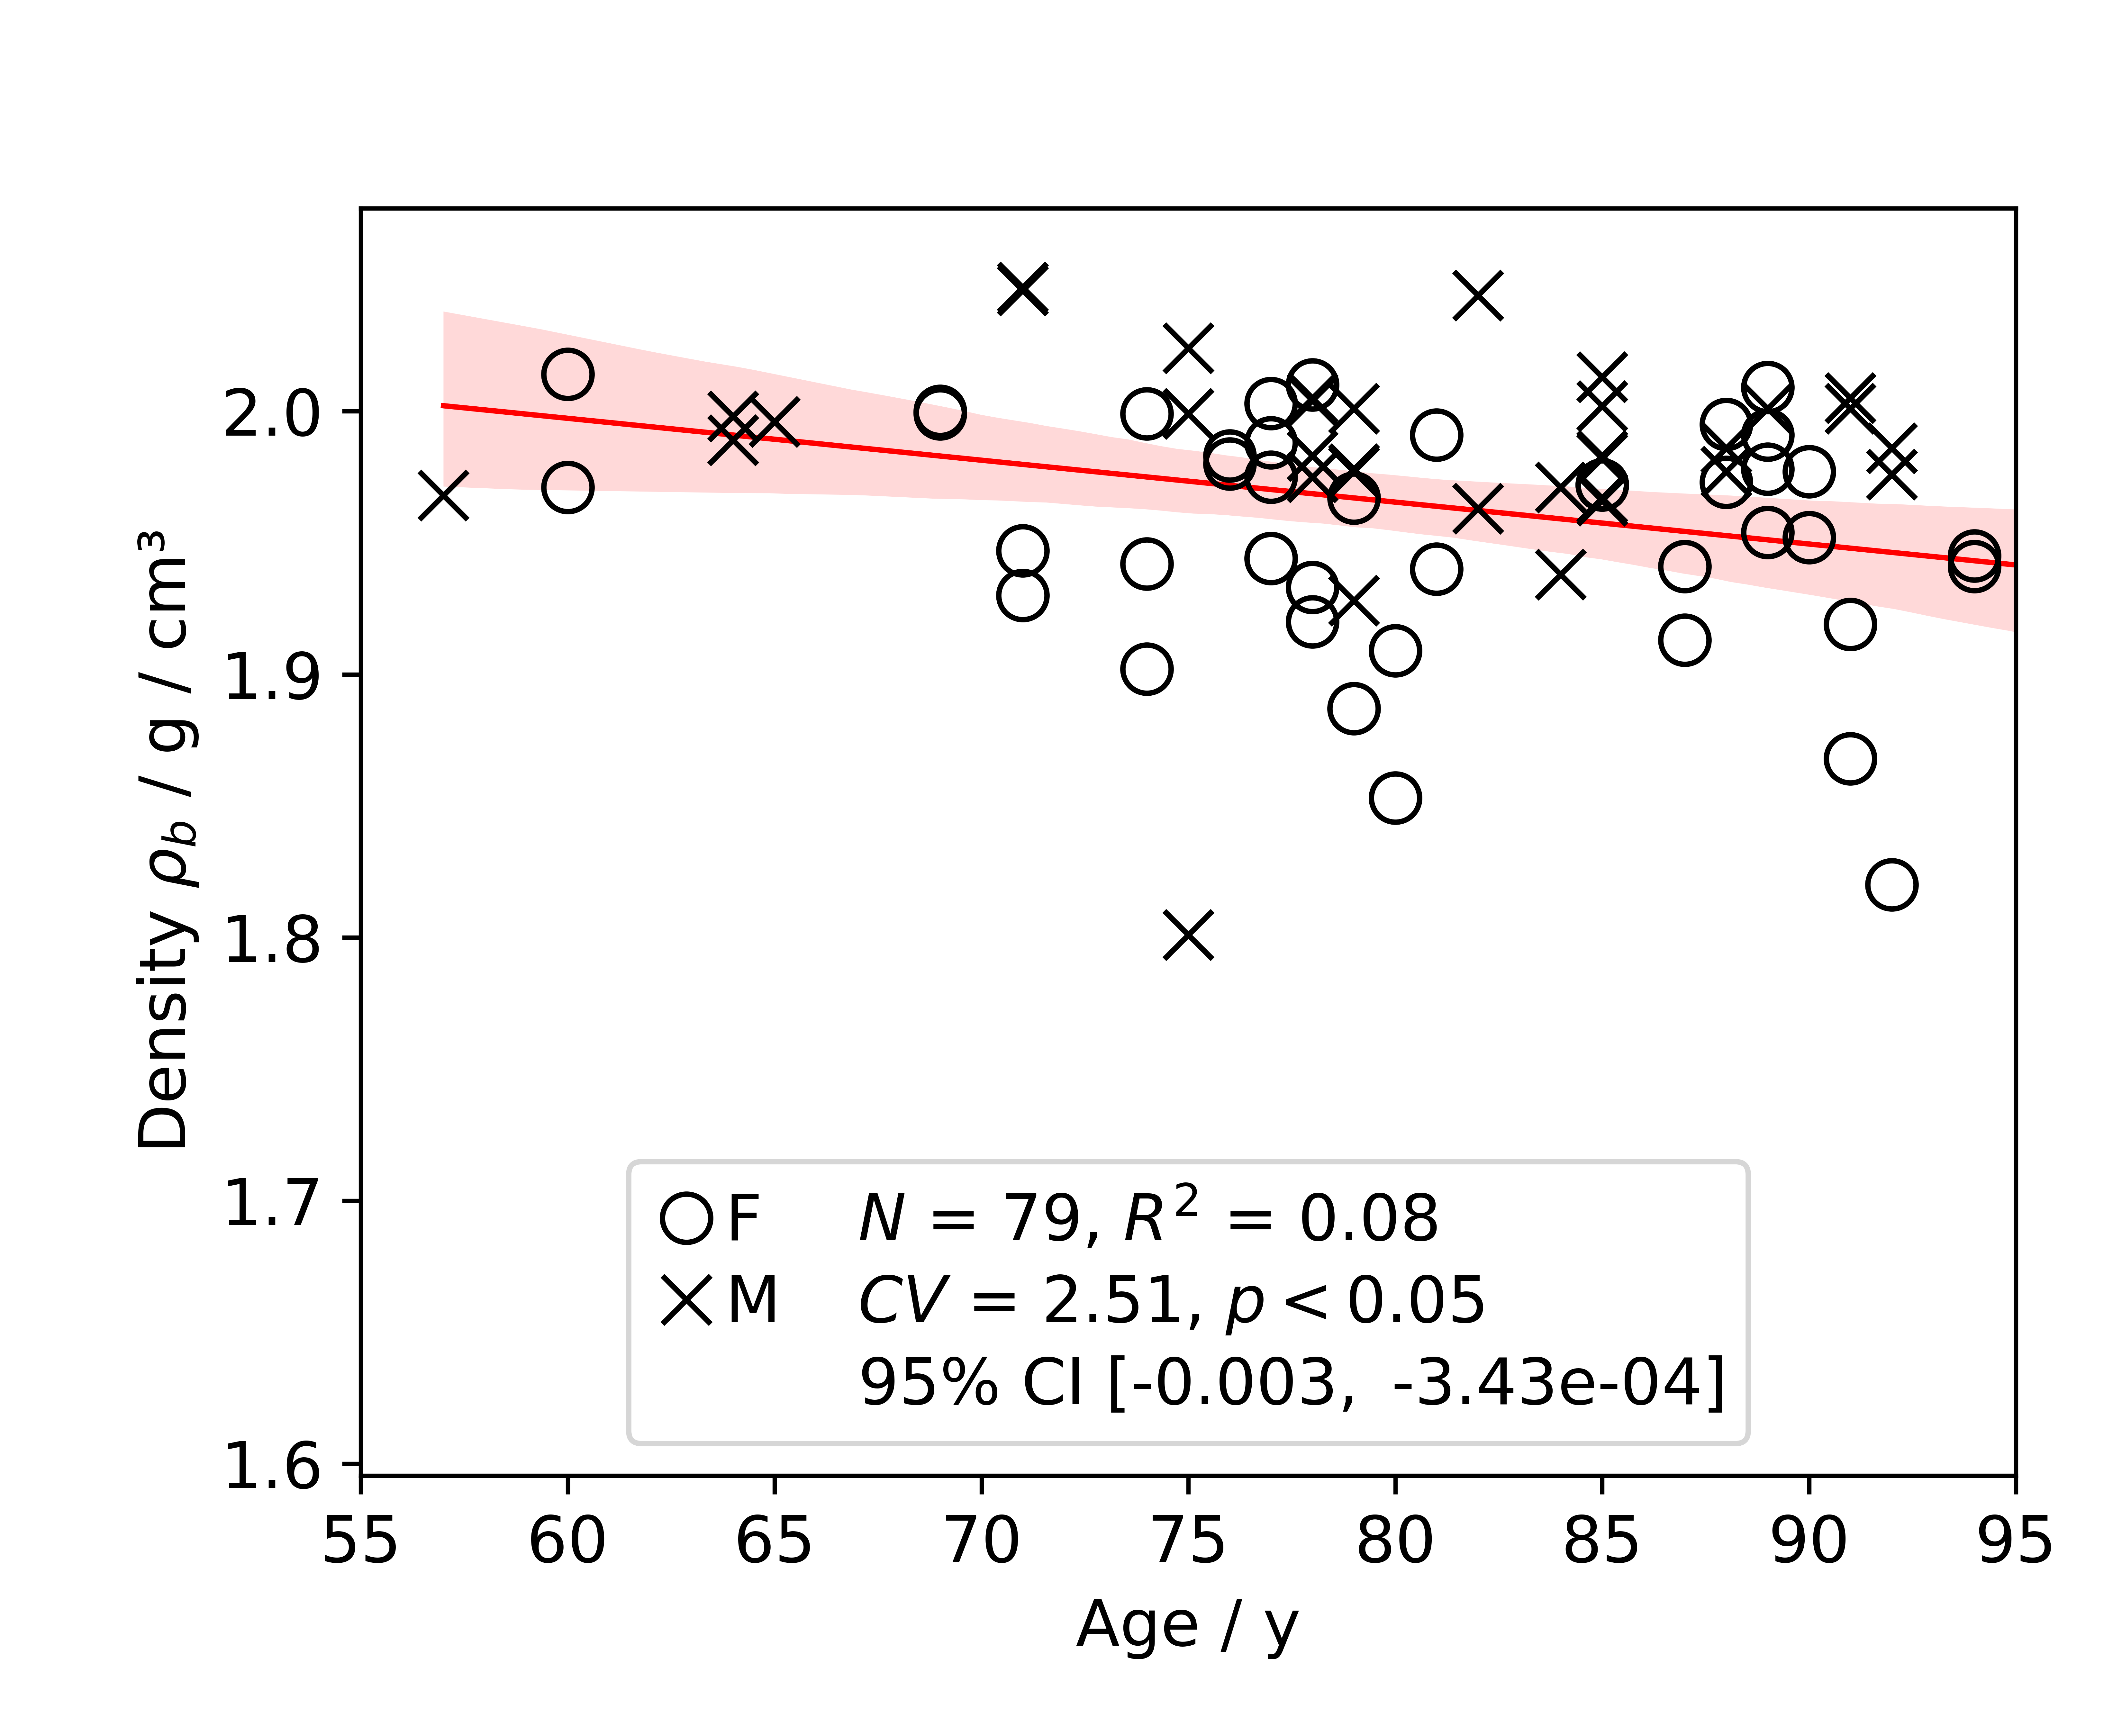 Density ρb / g / cm³
2.0
1.9
1.8
1.7
1.6
F N = 79, R² = 0.08
M CV = 2.51, p < 0.05
95% CI [-0.003, -3.43e-04]
55 60 65 70 75 80 85 90 95
Age / y